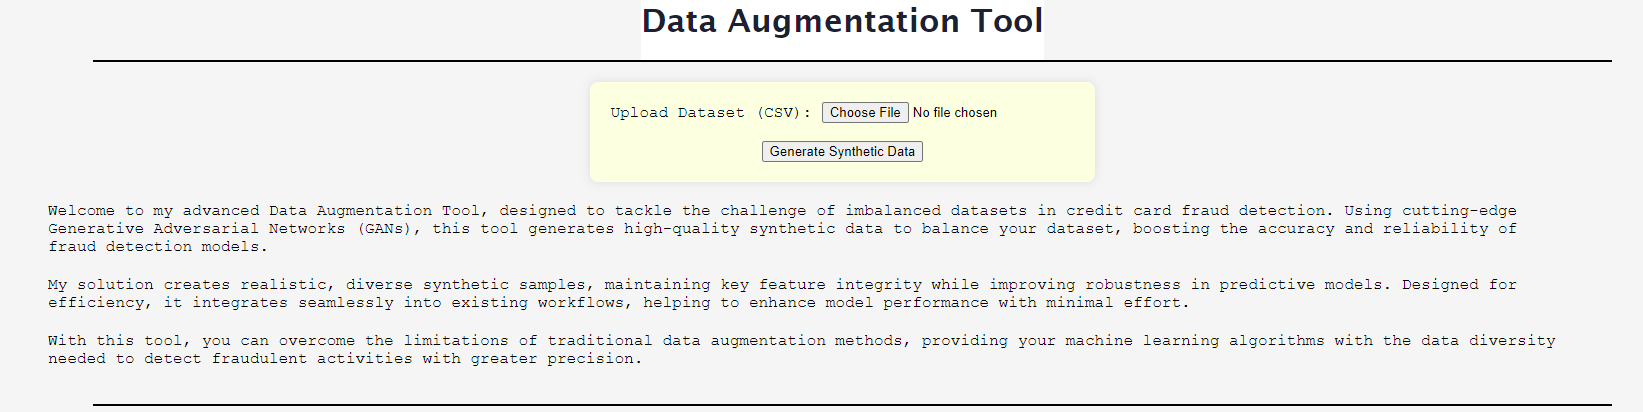 Data Augmentation Tool
Upload Dataset (CSV): Choose File No file chosen
Generate Synthetic Data
Welcome to my advanced Data Augmentation Tool, designed to tackle the challenge of imbalanced datasets in credit card fraud detection. Using cutting-edge
Generative Adversarial Networks (GANs), this tool generates high-quality synthetic data to balance your dataset, boosting the accuracy and reliability of
fraud detection models.
My solution creates realistic, diverse synthetic samples, maintaining key feature integrity while improving robustness in predictive models. Designed for
efficiency, it integrates seamlessly into existing workflows, helping to enhance model performance with minimal effort.
With this tool, you can overcome the limitations of traditional data augmentation methods, providing your machine learning algorithms with the data diversity
needed to detect fraudulent activities with greater precision.